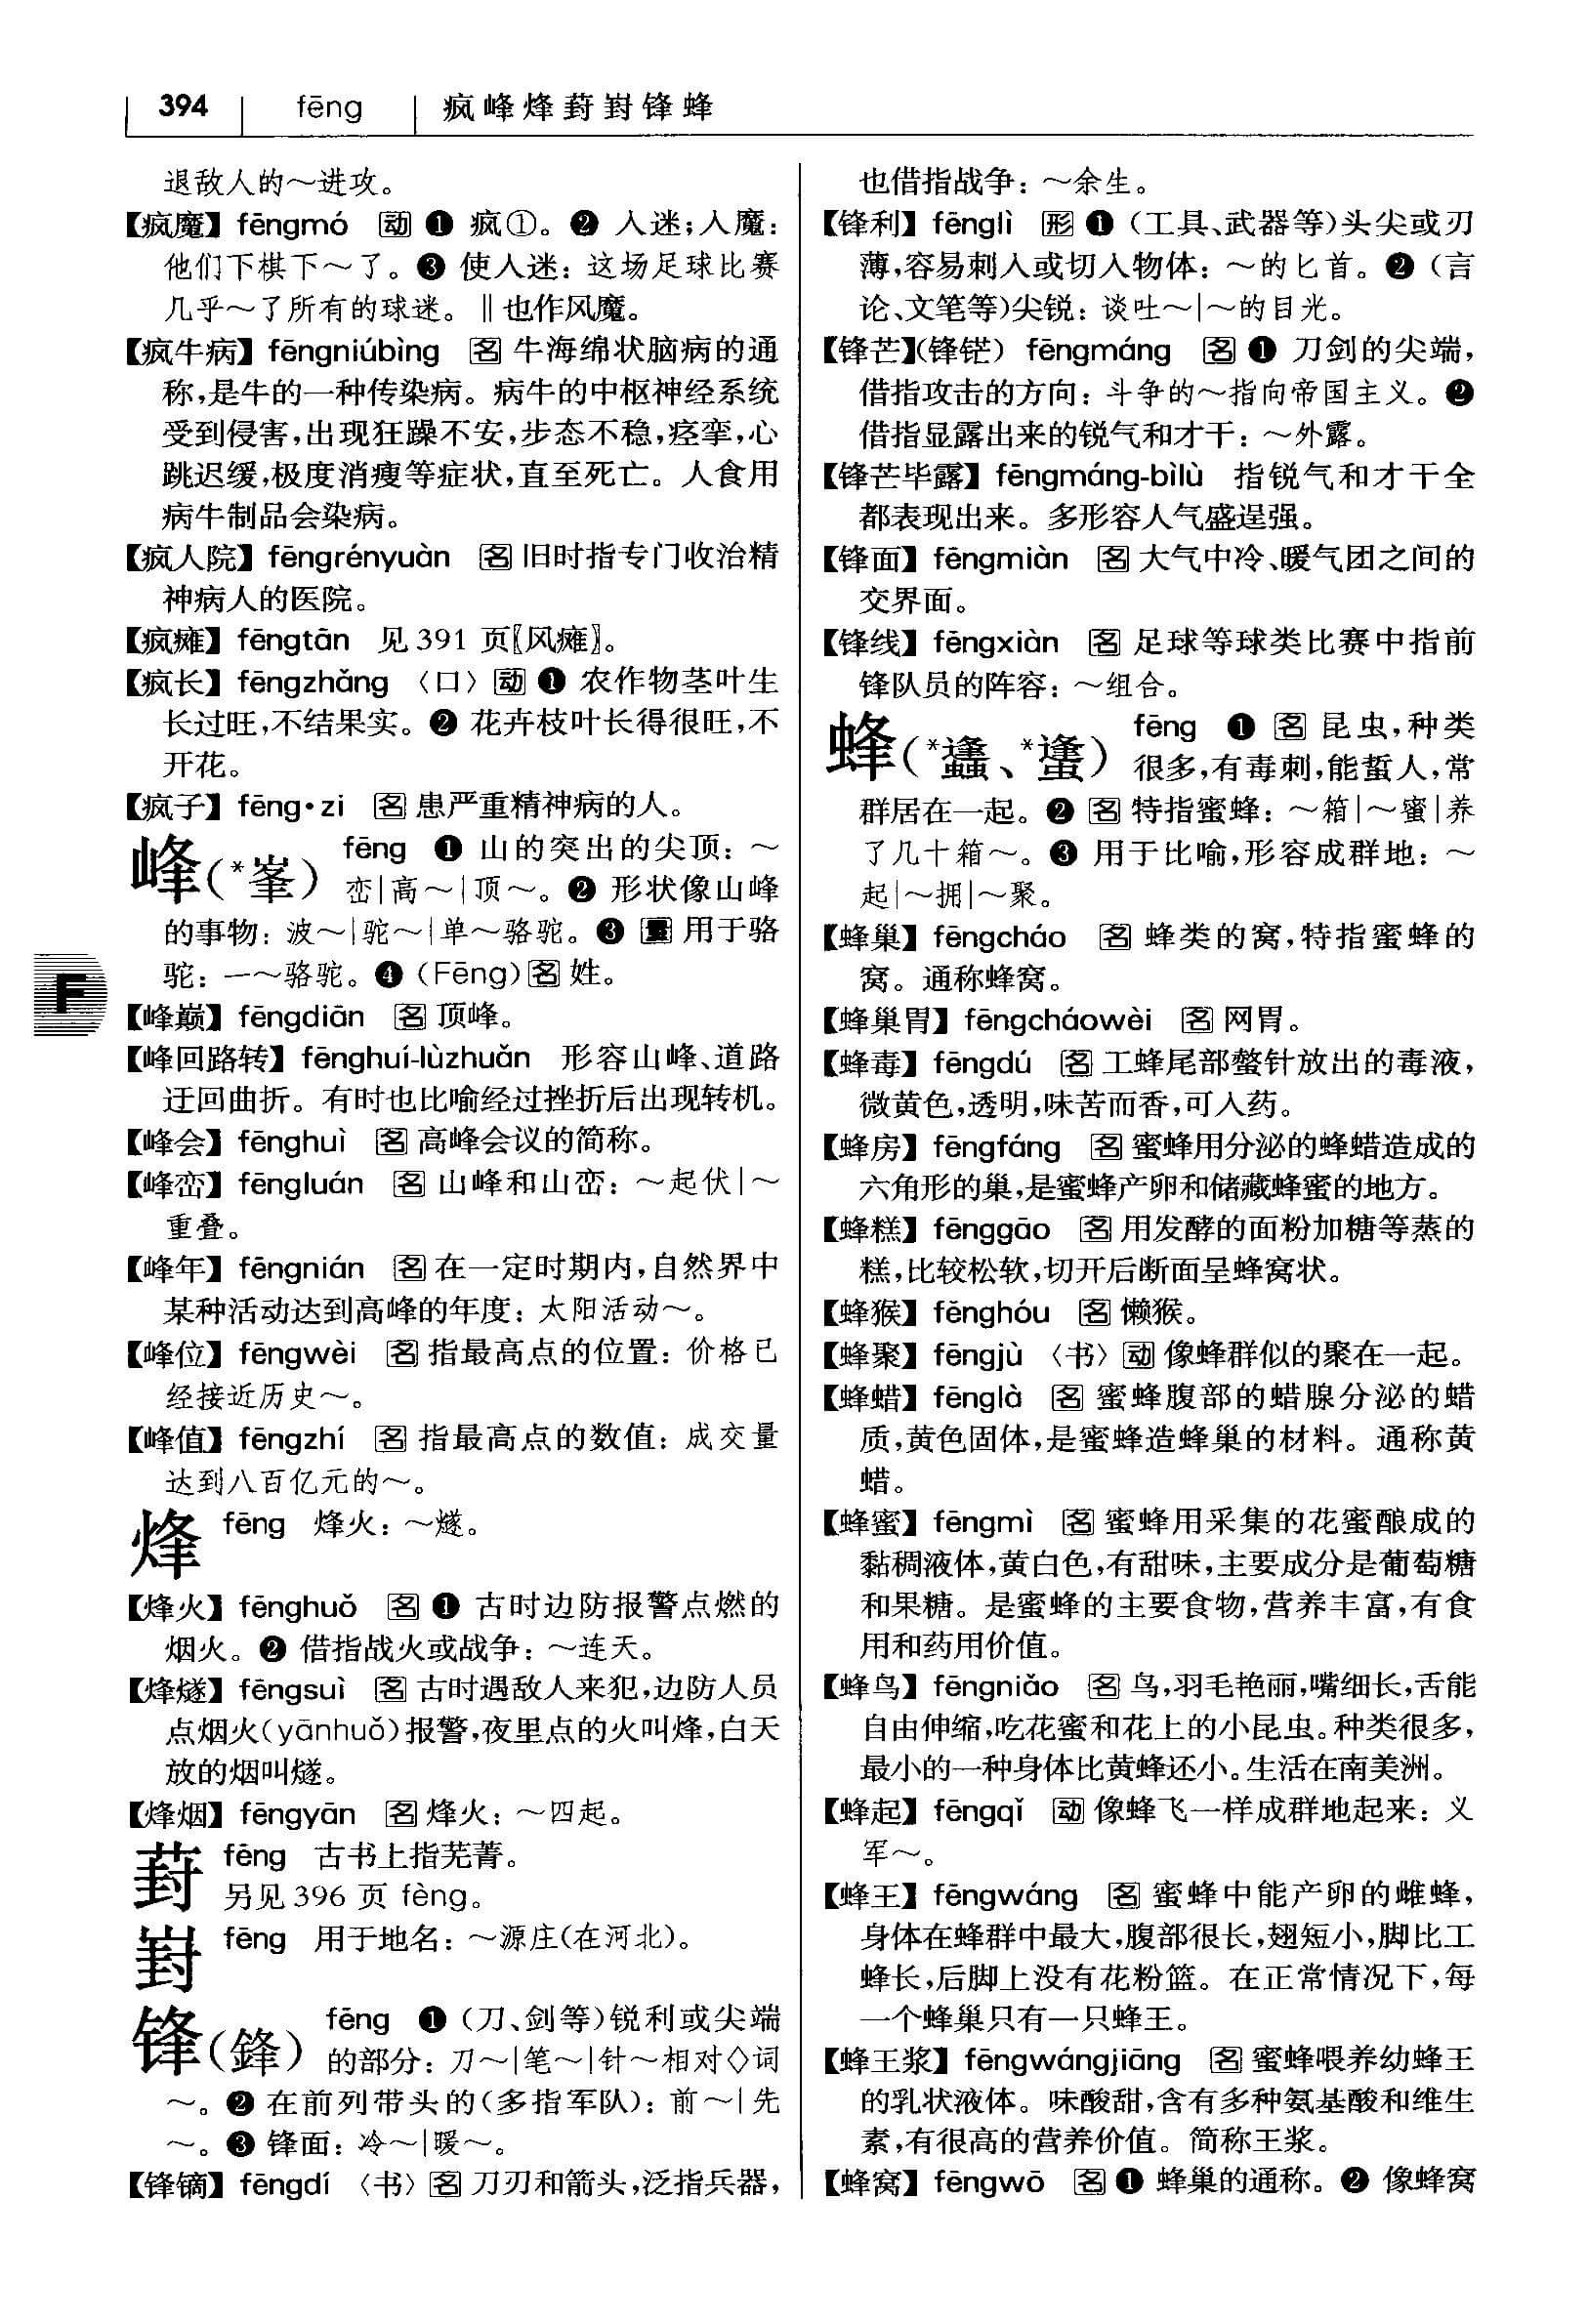 394 fēng 疯峰烽葑崶锋蜂
退敌人的～进攻。
【疯魔】fēngmó 动 ❶ 疯①。❷ 入迷；入魔：
他们下棋下～了。❸ 使人迷：这场足球比赛
几乎～了所有的球迷。‖也作风魔。
【疯牛病】fēngniúbìng 名 牛海绵状脑病的通
称，是牛的一种传染病。病牛的中枢神经系统
受到侵害，出现狂躁不安，步态不稳，痉挛，心
跳迟缓，极度消瘦等症状，直至死亡。人食用
病牛制品会染病。
【疯人院】fēngrényuàn 名 旧时指专门收治精
神病人的医院。
【疯瘫】fēngtān 见 391 页〖风瘫〗。
【疯长】fēngzhǎng 〈口〉动 ❶ 农作物茎叶生
长过旺，不结果实。❷ 花卉枝叶长得很旺，不
开花。
【疯子】fēng·zi 名 患严重精神病的人。
峰（*峯） fēng ❶ 山的突出的尖顶：～
峦|高～|顶～。❷ 形状像山峰
的事物：波～|驼～|单～骆驼。❸ 量 用于骆
驼：一～骆驼。❹（Fēng）名 姓。
【峰巅】fēngdiān 名 顶峰。
【峰回路转】fēnghuí-lùzhuǎn 形容山峰、道路
迂回曲折。有时也比喻经过挫折后出现转机。
【峰会】fēnghuì 名 高峰会议的简称。
【峰峦】fēngluán 名 山峰和山峦：～起伏|～
重叠。
【峰年】fēngnián 名 在一定时期内，自然界中
某种活动达到高峰的年度：太阳活动～。
【峰位】fēngwèi 名 指最高点的位置：价格已
经接近历史～。
【峰值】fēngzhí 名 指最高点的数值：成交量
达到八百亿元的～。
烽 fēng 烽火：～燧。
【烽火】fēnghuǒ 名 ❶ 古时边防报警点燃的
烟火。❷ 借指战火或战争：～连天。
【烽燧】fēngsuì 名 古时遇敌人来犯，边防人员
点烟火（yānhuǒ）报警，夜里点的火叫烽，白天
放的烟叫燧。
【烽烟】fēngyān 名 烽火：～四起。
葑 fēng 古书上指芜菁。
另见 396 页 fèng。
崶 fēng 用于地名：～源庄（在河北）。
锋（鋒） fēng ❶（刀、剑等）锐利或尖端
的部分：刀～|笔～|针～相对◇词
～。❷ 在前列带头的（多指军队）：前～|先
～。❸ 锋面：冷～|暖～。
【锋镝】fēngdí 〈书〉名 刀刃和箭头，泛指兵器，
也借指战争：～余生。
【锋利】fēnglì 形 ❶（工具、武器等）头尖或刃
薄，容易刺入或切入物体：～的匕首。❷（言
论、文笔等）尖锐：谈吐～|～的目光。
【锋芒】（锋铓）fēngmáng 名 ❶ 刀剑的尖端，
借指攻击的方向：斗争的～指向帝国主义。❷
借指显露出来的锐气和才干：～外露。
【锋芒毕露】fēngmáng-bìlù 指锐气和才干全
都表现出来。多形容人气盛逞强。
【锋面】fēngmiàn 名 大气中冷、暖气团之间的
交界面。
【锋线】fēngxiàn 名 足球等球类比赛中指前
锋队员的阵容：～组合。
蜂（*蠭、*䗬） fēng ❶ 名 昆虫，种类
很多，有毒刺，能蜇人，常
群居在一起。❷ 名 特指蜜蜂：～箱|～蜜|养
了几十箱～。❸ 用于比喻，形容成群地：～
起|～拥|～聚。
【蜂巢】fēngcháo 名 蜂类的窝，特指蜜蜂的
窝。通称蜂窝。
【蜂巢胃】fēngcháowèi 名 网胃。
【蜂毒】fēngdú 名 工蜂尾部螫针放出的毒液，
微黄色，透明，味苦而香，可入药。
【蜂房】fēngfáng 名 蜜蜂用分泌的蜂蜡造成的
六角形的巢，是蜜蜂产卵和储藏蜂蜜的地方。
【蜂糕】fēnggāo 名 用发酵的面粉加糖等蒸的
糕，比较松软，切开后断面呈蜂窝状。
【蜂猴】fēnghóu 名 懒猴。
【蜂聚】fēngjù 〈书〉动 像蜂群似的聚在一起。
【蜂蜡】fēnglà 名 蜜蜂腹部的蜡腺分泌的蜡
质，黄色固体，是蜜蜂造蜂巢的材料。通称黄
蜡。
【蜂蜜】fēngmì 名 蜜蜂用采集的花蜜酿成的
黏稠液体，黄白色，有甜味，主要成分是葡萄糖
和果糖。是蜜蜂的主要食物，营养丰富，有食
用和药用价值。
【蜂鸟】fēngniǎo 名 鸟，羽毛艳丽，嘴细长，舌能
自由伸缩，吃花蜜和花上的小昆虫。种类很多，
最小的一种身体比黄蜂还小。生活在南美洲。
【蜂起】fēngqǐ 动 像蜂飞一样成群地起来：义
军～。
【蜂王】fēngwáng 名 蜜蜂中能产卵的雌蜂，
身体在蜂群中最大，腹部很长，翅短小，脚比工
蜂长，后脚上没有花粉篮。在正常情况下，每
一个蜂巢只有一只蜂王。
【蜂王浆】fēngwángjiāng 名 蜜蜂喂养幼蜂王
的乳状液体。味酸甜，含有多种氨基酸和维生
素，有很高的营养价值。简称王浆。
【蜂窝】fēngwō 名 ❶ 蜂巢的通称。❷ 像蜂窝
F